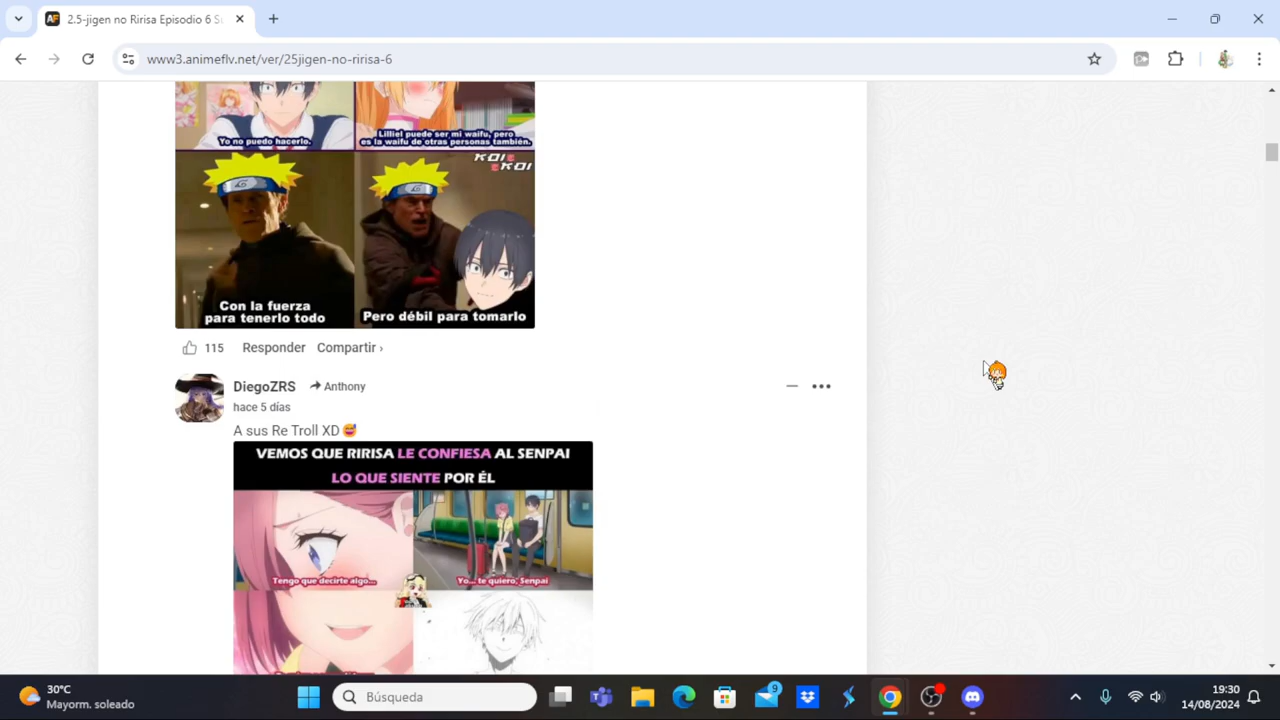 2.5-jigen no Ririsa Episodio 6 Su
www3.animeflv.net/ver/25jigen-no-ririsa-6
Yo no puedo hacerlo.
Lilliel puede ser mi waifu, pero
es la waifu de otras personas también.
KOI
KOI
Con la fuerza
para tenerlo todo
Pero débil para tomarlo
115 Responder Compartir ›
DiegoZRS Anthony
hace 5 días
A sus Re Troll XD😅
VEMOS QUE RIRISA LE CONFIESA AL SENPAI
LO QUE SIENTE POR ÉL
Tengo que decirte algo...
Yo... te quiero, Senpai
30°C
Mayorm. soleado
Búsqueda
9
19:30
14/08/2024